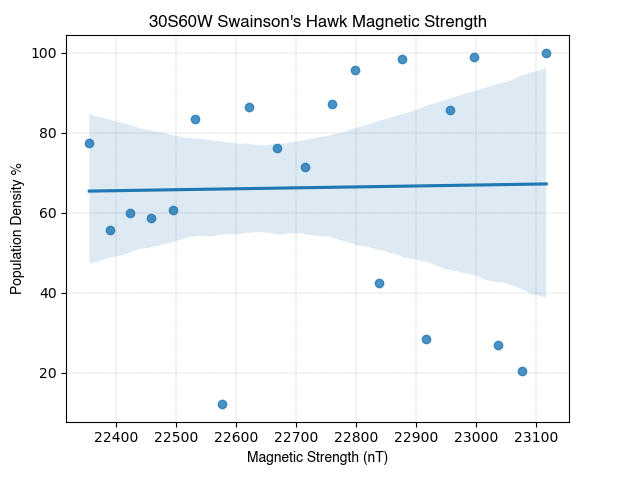 30S60W Swainson's Hawk Magnetic Strength
100
80
60
40
20
Population Density %
22400 22500 22600 22700 22800 22900 23000 23100
Magnetic Strength (nT)